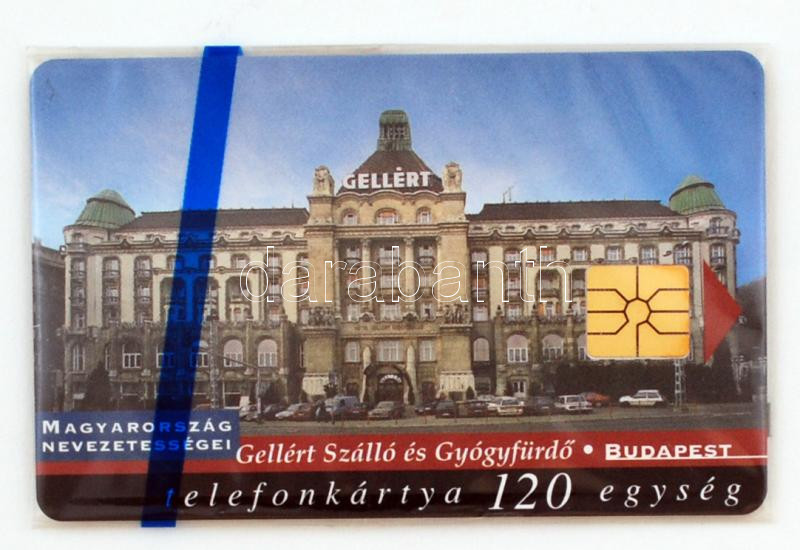 GELLÉRT
darabanth
MAGYARORSZÁG
NEVEZETESSÉGEI
Gellért Szálló és Gyógyfürdő • BUDAPEST
telefonkártya 120 egység